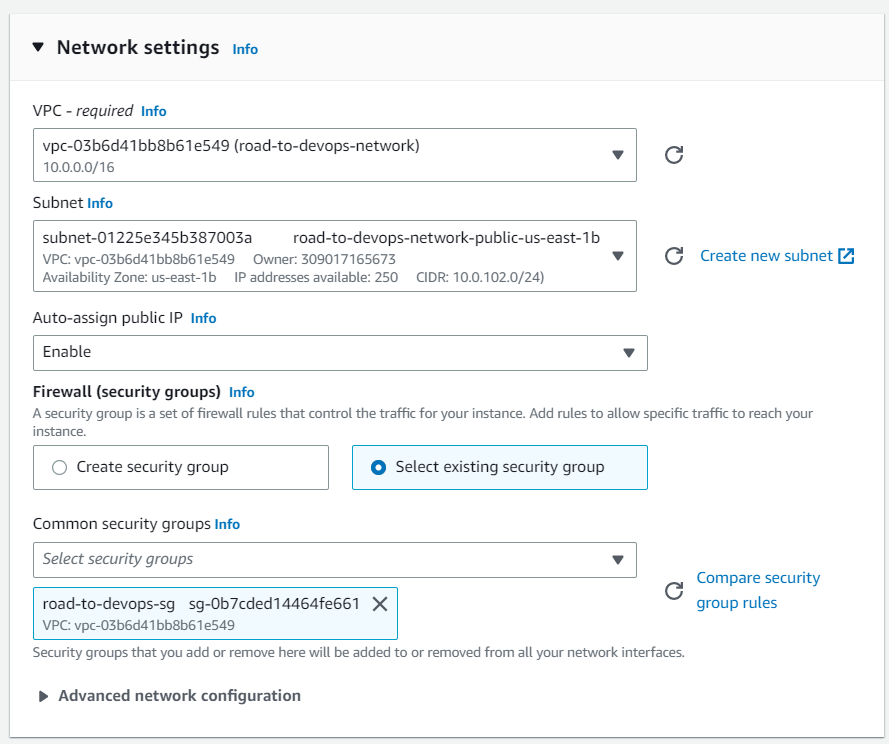 Network settings Info
VPC - required Info
vpc-03b6d41bb8b61e549 (road-to-devops-network)
10.0.0.0/16
Subnet Info
subnet-01225e345b387003a road-to-devops-network-public-us-east-1b
VPC: vpc-03b6d41bb8b61e549 Owner: 309017165673
Availability Zone: us-east-1b IP addresses available: 250 CIDR: 10.0.102.0/24)
Create new subnet
Auto-assign public IP Info
Enable
Firewall (security groups) Info
A security group is a set of firewall rules that control the traffic for your instance. Add rules to allow specific traffic to reach your
instance.
Create security group
Select existing security group
Common security groups Info
Select security groups
road-to-devops-sg sg-0b7cded14464fe661
VPC: vpc-03b6d41bb8b61e549
Compare security
group rules
Security groups that you add or remove here will be added to or removed from all your network interfaces.
Advanced network configuration